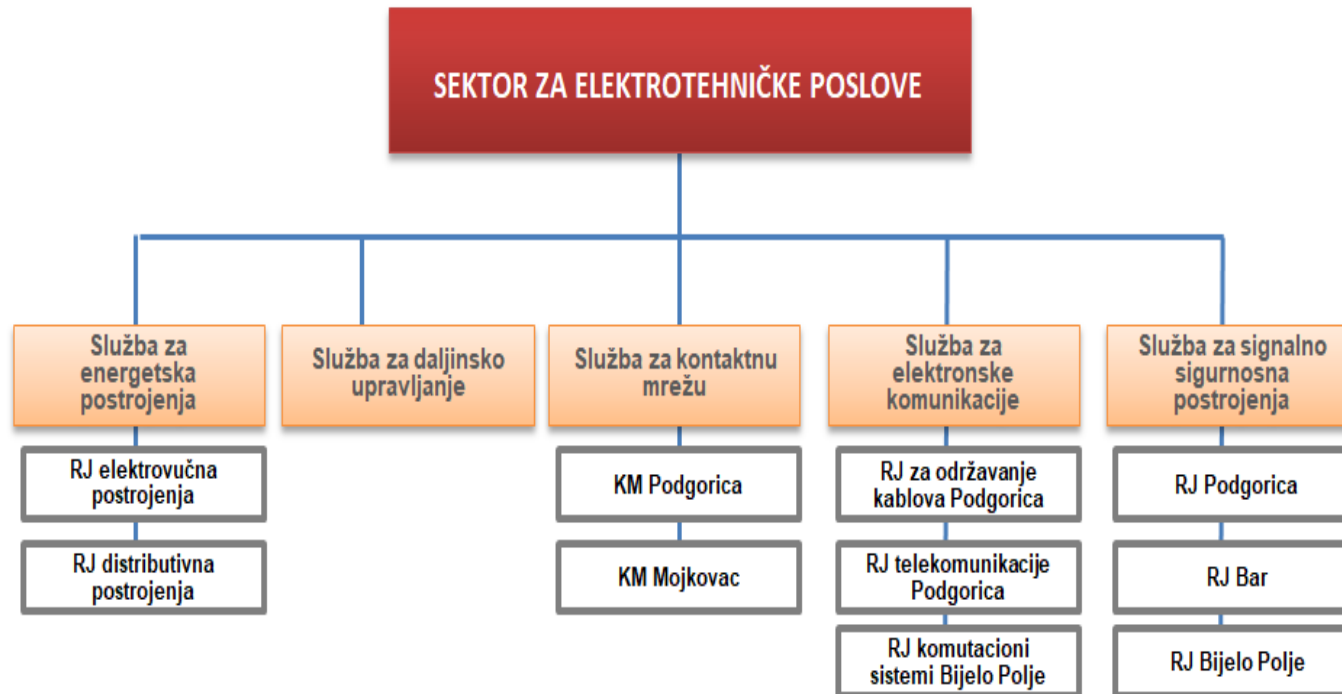 SEKTOR ZA ELEKTROTEHNIČKE POSLOVE
Služba za
energetska
postrojenja
Služba za daljinsko
upravljanje
Služba za kontaktnu
mrežu
Služba za
elektronske
komunikacije
Služba za signalno
sigurnosna
postrojenja
RJ elektrovučna
postrojenja
RJ distributivna
postrojenja
KM Podgorica
KM Mojkovac
RJ za održavanje
kablova Podgorica
RJ telekomunikacije
Podgorica
RJ komutacioni
sistemi Bijelo Polje
RJ Podgorica
RJ Bar
RJ Bijelo Polje